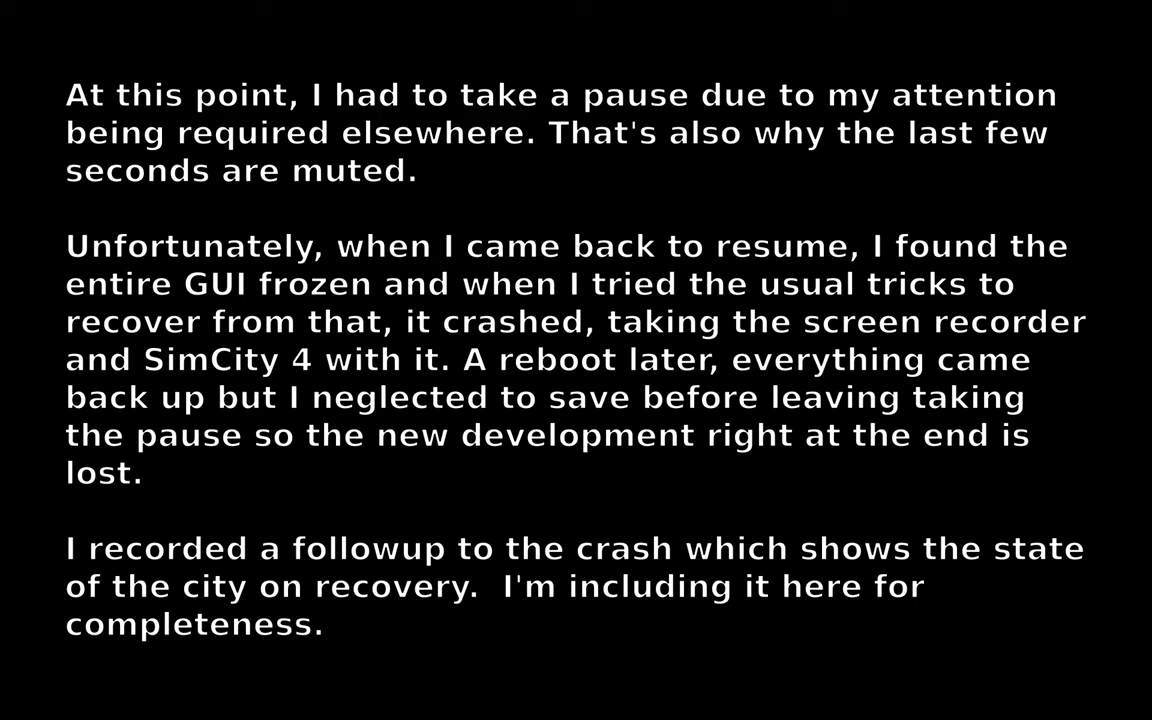 At this point, I had to take a pause due to my attention
being required elsewhere. That's also why the last few
seconds are muted.
Unfortunately, when I came back to resume, I found the
entire GUI frozen and when I tried the usual tricks to
recover from that, it crashed, taking the screen recorder
and SimCity 4 with it. A reboot later, everything came
back up but I neglected to save before leaving taking
the pause so the new development right at the end is
lost.
I recorded a followup to the crash which shows the state
of the city on recovery.  I'm including it here for
completeness.